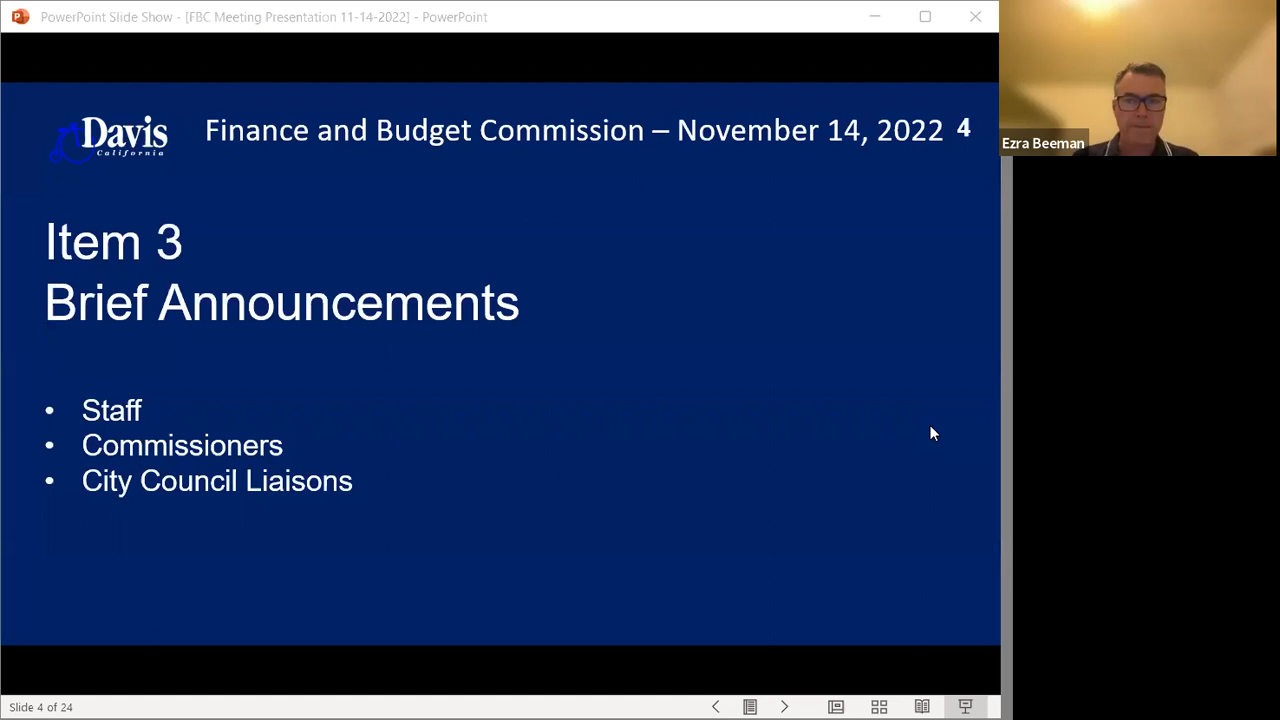 PowerPoint Slide Show - [FBC Meeting Presentation 11-14-2022] - PowerPoint
Davis
California
Finance and Budget Commission – November 14, 2022 4
Ezra Beeman
Item 3
Brief Announcements
• Staff
• Commissioners
• City Council Liaisons
Slide 4 of 24